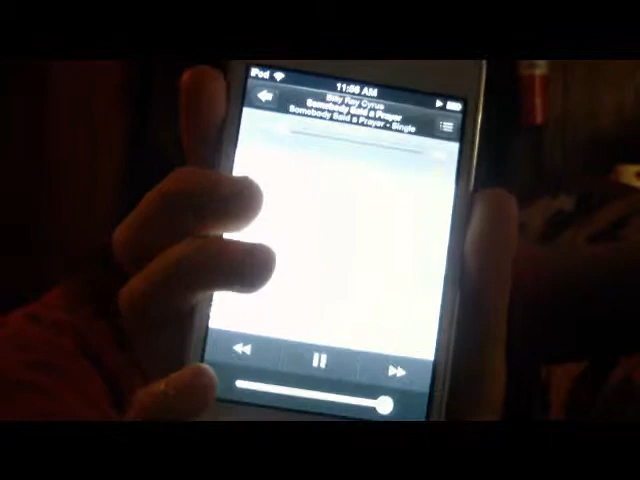 iPod
11:56 AM
Billy Ray Cyrus
Somebody Said a Prayer
Somebody Said a Prayer - Single